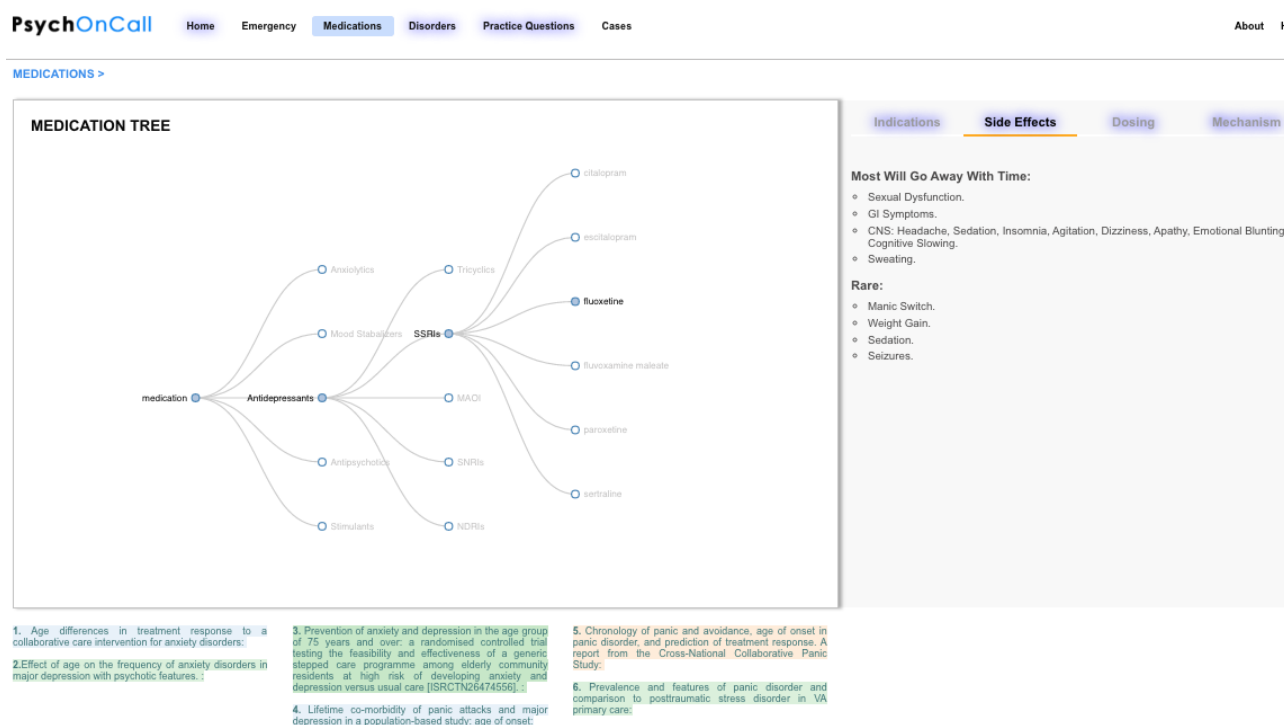 PsychOnCall
Home
Emergency
Medications
Disorders
Practice Questions
Cases
About
MEDICATIONS >
MEDICATION TREE
citalopram
escitalopram
Anxiolytics
Tricyclics
fluoxetine
Mood Stabalizers
SSRIs
fluvoxamine maleate
medication
Antidepressants
MAOI
paroxetine
Antipsychotics
SNRIs
sertraline
Stimulants
NDRIs
Indications
Side Effects
Dosing
Mechanism
Most Will Go Away With Time:
Sexual Dysfunction.
GI Symptoms.
CNS: Headache, Sedation, Insomnia, Agitation, Dizziness, Apathy, Emotional Blunting
Cognitive Slowing.
Sweating.
Rare:
Manic Switch.
Weight Gain.
Sedation.
Seizures.
1. Age differences in treatment response to a
collaborative care intervention for anxiety disorders:
2.Effect of age on the frequency of anxiety disorders in
major depression with psychotic features. :
3. Prevention of anxiety and depression in the age group
of 75 years and over: a randomised controlled trial
testing the feasibility and effectiveness of a generic
stepped care programme among elderly community
residents at high risk of developing anxiety and
depression versus usual care [ISRCTN26474556]. :
4. Lifetime co-morbidity of panic attacks and major
depression in a population-based study: age of onset:
5. Chronology of panic and avoidance, age of onset in
panic disorder, and prediction of treatment response. A
report from the Cross-National Collaborative Panic
Study:
6. Prevalence and features of panic disorder and
comparison to posttraumatic stress disorder in VA
primary care: